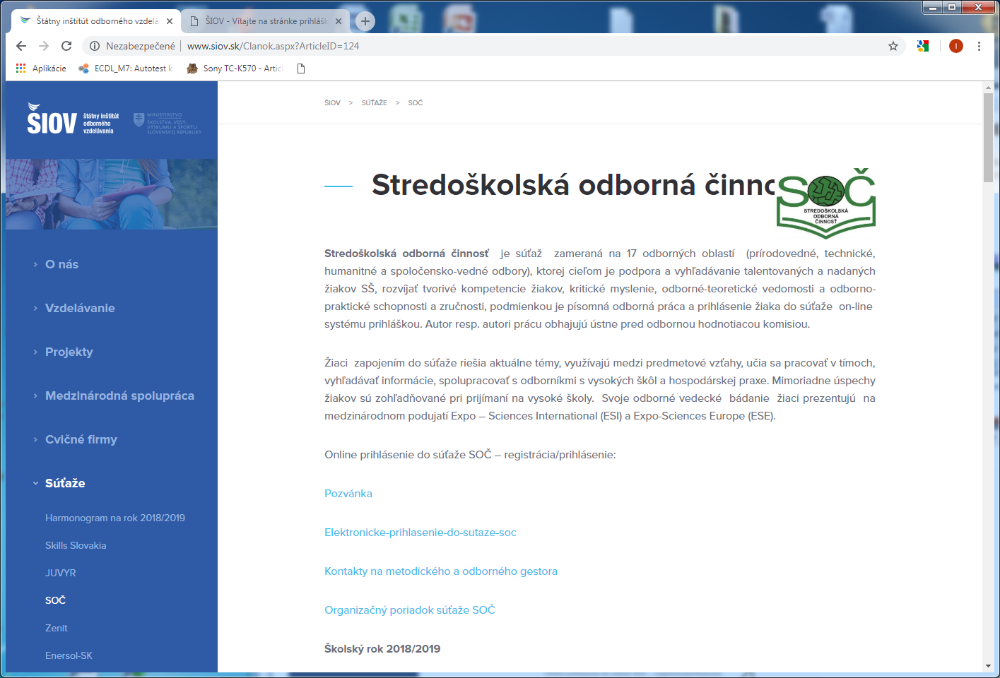 Štátny inštitút odborného vzdelá
ŠIOV - Vítajte na stránke prihlášk
Nezabezpečené www.siov.sk/Clanok.aspx?ArticleID=124
I
Aplikácie ECDL_M7: Autotest k Sony TC-K570 - Artic
ŠIOV
štátny inštitút
odborného
vzdelávania
MINISTERSTVO
ŠKOLSTVA, VEDY,
VÝSKUMU A ŠPORTU
SLOVENSKEJ REPUBLIKY
O nás
Vzdelávanie
Projekty
Medzinárodná spolupráca
Cvičné firmy
Súťaže
Harmonogram na rok 2018/2019
Skills Slovakia
JUVYR
SOČ
Zenit
Enersol-SK
ŠIOV > SÚŤAŽE > SOČ
Stredoškolská odborná činno
SOČ
STREDOŠKOLSKÁ
ODBORNÁ
ČINNOSŤ
Stredoškolská odborná činnosť je súťaž zameraná na 17 odborných oblastí (prírodovedné, technické,
humanitné a spoločensko-vedné odbory), ktorej cieľom je podpora a vyhľadávanie talentovaných a nadaných
žiakov SŠ, rozvíjať tvorivé kompetencie žiakov, kritické myslenie, odborné-teoretické vedomosti a odborno-
praktické schopnosti a zručnosti, podmienkou je písomná odborná práca a prihlásenie žiaka do súťaže on-line
systému prihláškou. Autor resp. autori prácu obhajujú ústne pred odbornou hodnotiacou komisiou.
Žiaci zapojením do súťaže riešia aktuálne témy, využívajú medzi predmetové vzťahy, učia sa pracovať v tímoch,
vyhľadávať informácie, spolupracovať s odborníkmi s vysokých škôl a hospodárskej praxe. Mimoriadne úspechy
žiakov sú zohľadňované pri prijímaní na vysoké školy. Svoje odborné vedecké bádanie žiaci prezentujú na
medzinárodnom podujatí Expo – Sciences International (ESI) a Expo-Sciences Europe (ESE).
Online prihlásenie do súťaže SOČ – registrácia/prihlásenie:
Pozvánka
Elektronicke-prihlasenie-do-sutaze-soc
Kontakty na metodického a odborného gestora
Organizačný poriadok súťaže SOČ
Školský rok 2018/2019